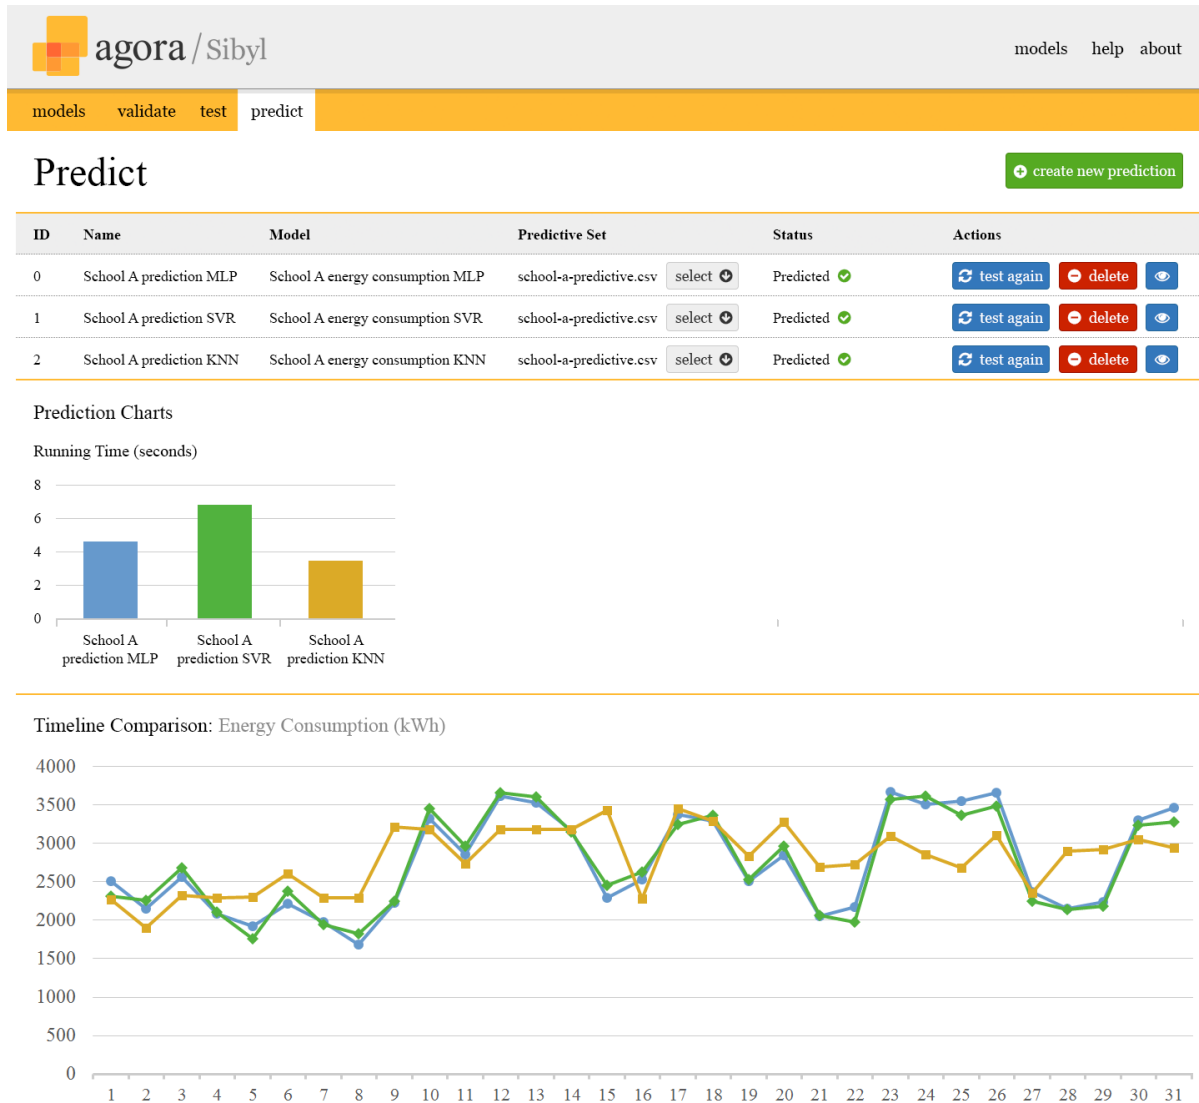 agora / Sibyl
models help about
models validate test predict
Predict
create new prediction
ID Name Model Predictive Set Status Actions
0 School A prediction MLP School A energy consumption MLP school-a-predictive.csv select Predicted test again delete
1 School A prediction SVR School A energy consumption SVR school-a-predictive.csv select Predicted test again delete
2 School A prediction KNN School A energy consumption KNN school-a-predictive.csv select Predicted test again delete
Prediction Charts
Running Time (seconds)
8
6
4
2
0
School A School A School A
prediction MLP prediction SVR prediction KNN
Timeline Comparison: Energy Consumption (kWh)
4000
3500
3000
2500
2000
1500
1000
500
0
1 2 3 4 5 6 7 8 9 10 11 12 13 14 15 16 17 18 19 20 21 22 23 24 25 26 27 28 29 30 31